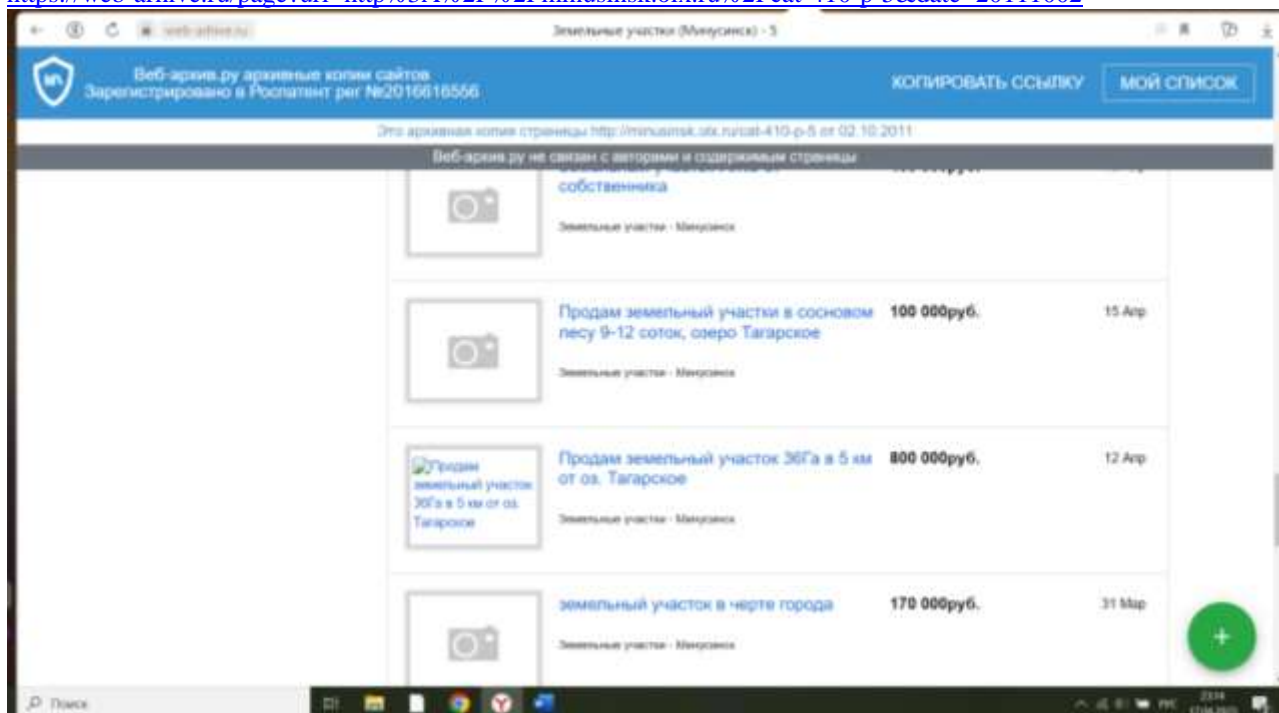 Земельные участки (Минусинск) - 5
Веб-архив.ру архивные копии сайтов
Зарегистрировано в Роспатент рег №2016616556
КОПИРОВАТЬ ССЫЛКУ
МОЙ СПИСОК
Это архивная копия страницы http://minusinsk.olx.ru/cat-410-p-5 от 02.10.2011
Веб-архив.ру не связан с авторами и содержимым страницы
собственника
Земельные участки - Минусинск
Продам земельный участки в сосновом 100 000руб. 15 Апр
лесу 9-12 соток, озеро Тагарское
Земельные участки - Минусинск
Продам земельный участок 36Га в 5 км 800 000руб. 12 Апр
от оз. Тагарское
Продам
земельный участок
36Га в 5 км от оз.
Тагарское
Земельные участки - Минусинск
земельный участок в черте города 170 000руб. 31 Мар
Земельные участки - Минусинск
Поиск
РУС 23:14